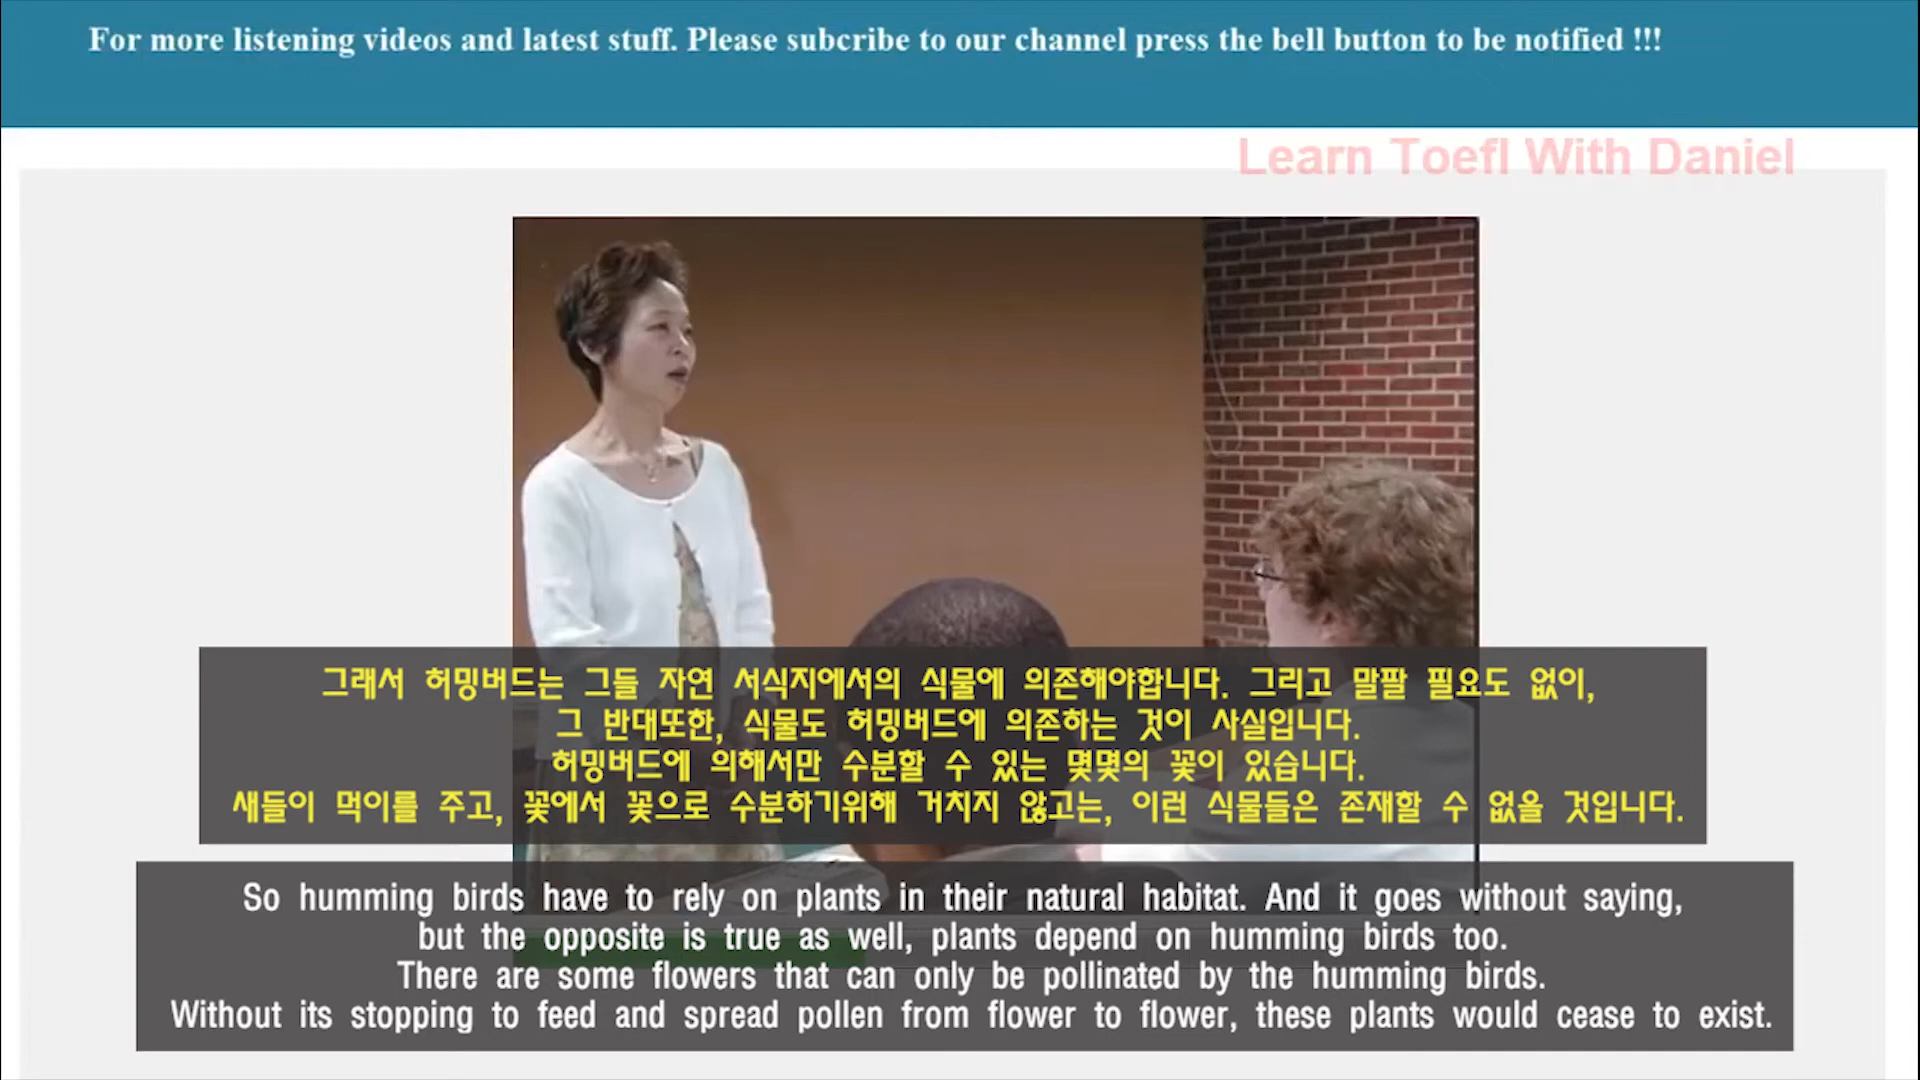 For more listening videos and latest stuff. Please subcribe to our channel press the bell button to be notified !!!
Learn Toefl With Daniel
그래서 허밍버드는 그들 자연 서식지에서의 식물에 의존해야합니다. 그리고 말팔 필요도 없이,
그 반대또한, 식물도 허밍버드에 의존하는 것이 사실입니다.
허밍버드에 의해서만 수분할 수 있는 몇몇의 꽃이 있습니다.
새들이 먹이를 주고, 꽃에서 꽃으로 수분하기위해 거치지 않고는, 이런 식물들은 존재할 수 없을 것입니다.
So humming birds have to rely on plants in their natural habitat. And it goes without saying,
but the opposite is true as well, plants depend on humming birds too.
There are some flowers that can only be pollinated by the humming birds.
Without its stopping to feed and spread pollen from flower to flower, these plants would cease to exist.